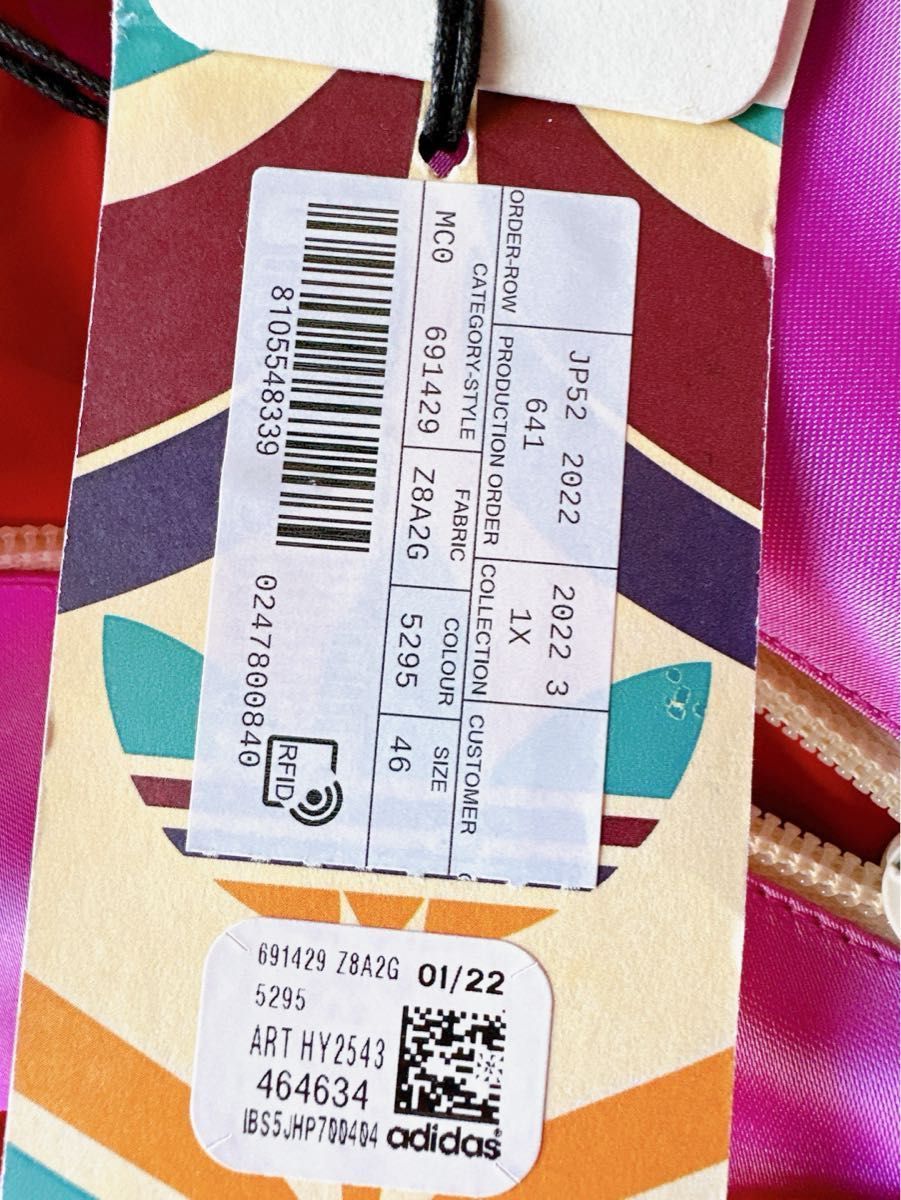 ORDER-ROW
JP52 2022
641
PRODUCTION ORDER
2022 3
1X
COLLECTION
CUSTOMER
MC0 691429
CATEGORY-STYLE
Z8A2G
FABRIC
5295
COLOUR
46
SIZE
8105548339
0247800840
RFID
691429 Z8A2G
5295
01/22
ART HY2543
464634
IBS5JHP700404
adidas